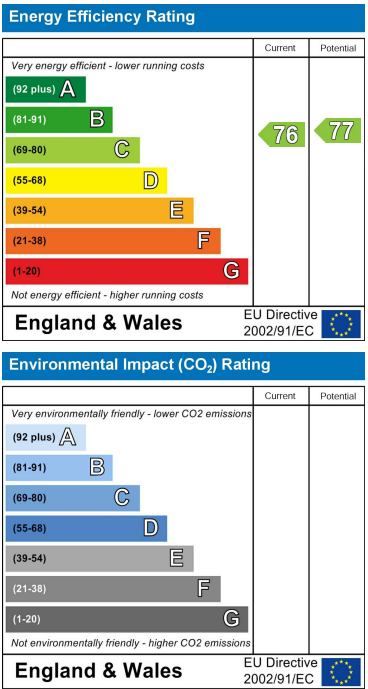 Energy Efficiency Rating
Current Potential
Very energy efficient - lower running costs
(92 plus) A
(81-91) B
(69-80) C
(55-68) D
(39-54) E
(21-38) F
(1-20) G
76 77
Not energy efficient - higher running costs
England & Wales
EU Directive
2002/91/EC
Environmental Impact (CO₂) Rating
Current Potential
Very environmentally friendly - lower CO2 emissions
(92 plus) A
(81-91) B
(69-80) C
(55-68) D
(39-54) E
(21-38) F
(1-20) G
Not environmentally friendly - higher CO2 emissions
England & Wales
EU Directive
2002/91/EC